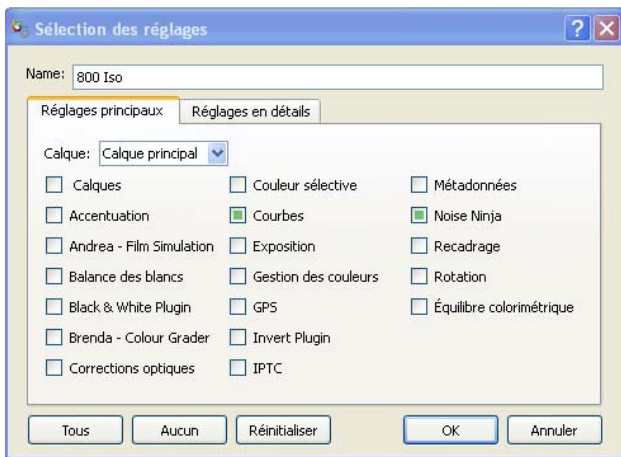 Sélection des réglages
Name: 800 Iso
Réglages principaux Réglages en détails
Calque: Calque principal
Calques Couleur sélective Métadonnées
Accentuation Courbes Noise Ninja
Andrea - Film Simulation Exposition Recadrage
Balance des blancs Gestion des couleurs Rotation
Black & White Plugin GPS Équilibre colorimétrique
Brenda - Colour Grader Invert Plugin
Corrections optiques IPTC
Tous Aucun Réinitialiser OK Annuler